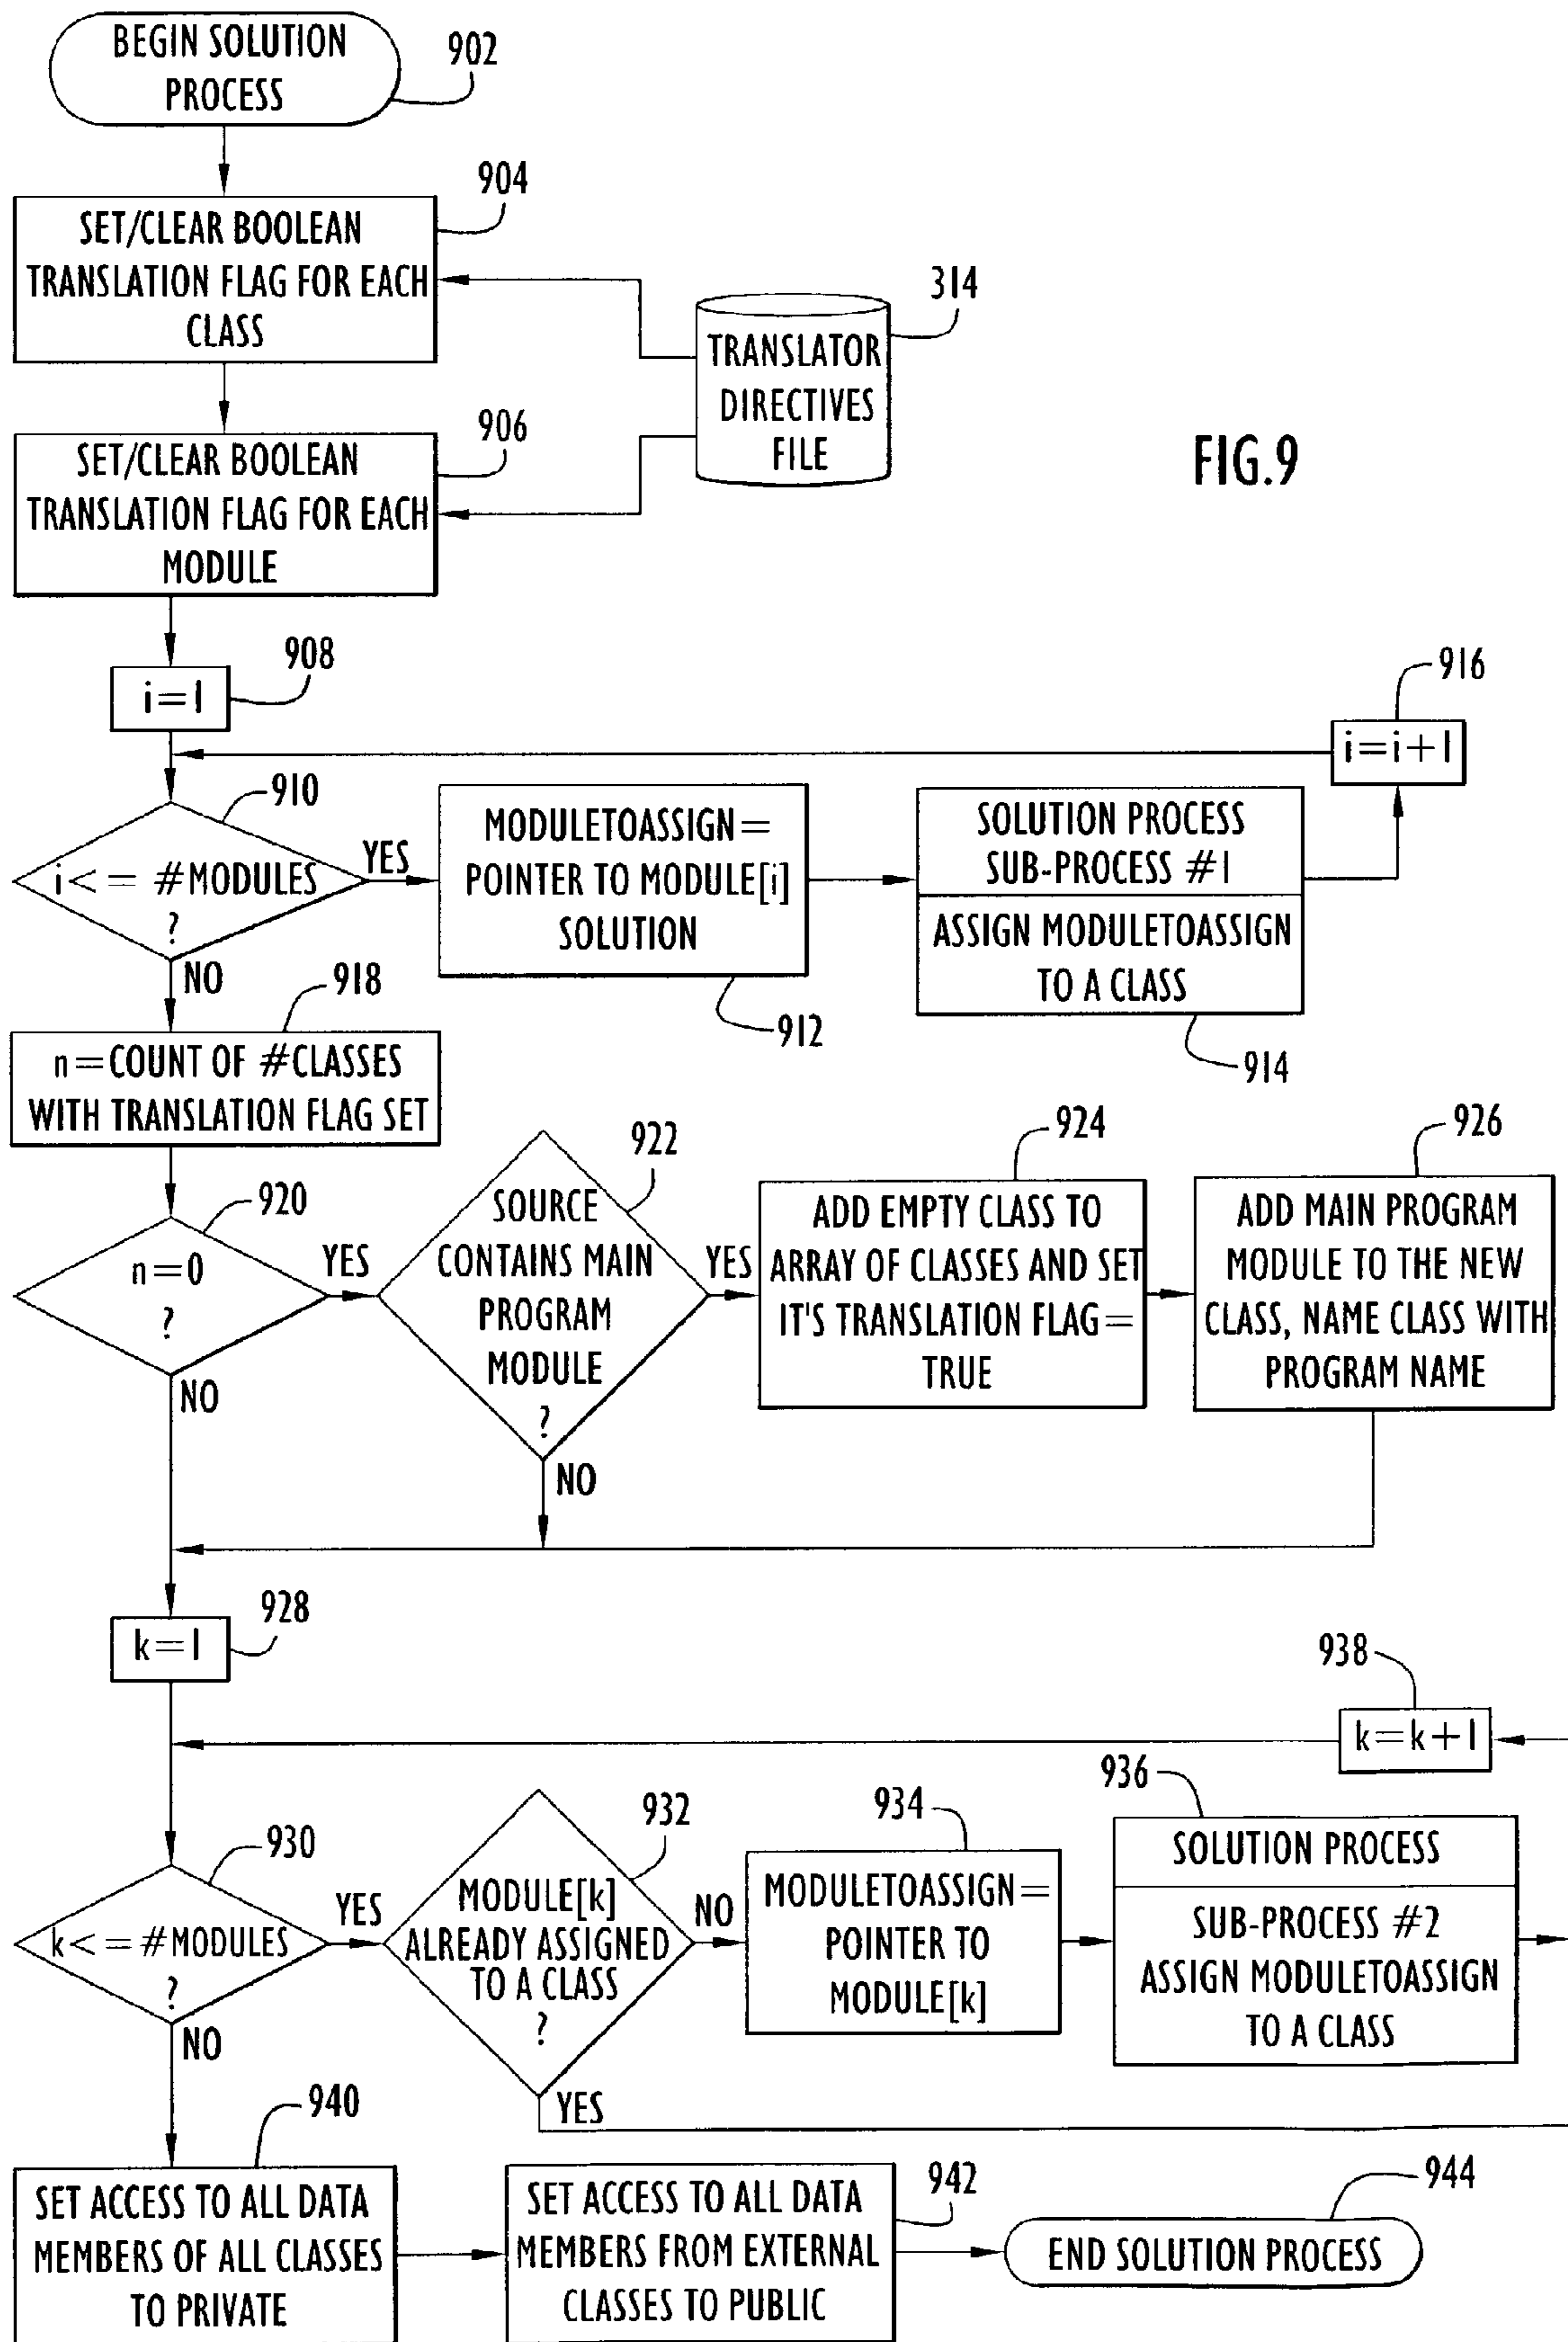 BEGIN SOLUTION
PROCESS
902
904
SET/CLEAR BOOLEAN
TRANSLATION FLAG FOR EACH
CLASS
314
TRANSLATOR
DIRECTIVES
FILE
906
SET/CLEAR BOOLEAN
TRANSLATION FLAG FOR EACH
MODULE
FIG.9
908
i=1
916
i=i+1
910
i<= #MODULES
?
YES
NO
MODULETOASSIGN=
POINTER TO MODULE[i]
SOLUTION
912
SOLUTION PROCESS
SUB-PROCESS #1
ASSIGN MODULETOASSIGN
TO A CLASS
914
918
n=COUNT OF #CLASSES
WITH TRANSLATION FLAG SET
920
n=0
?
YES
NO
922
SOURCE
CONTAINS MAIN
PROGRAM
MODULE
?
YES
NO
924
ADD EMPTY CLASS TO
ARRAY OF CLASSES AND SET
IT'S TRANSLATION FLAG=
TRUE
926
ADD MAIN PROGRAM
MODULE TO THE NEW
CLASS, NAME CLASS WITH
PROGRAM NAME
928
k=1
938
k=k+1
930
k<=#MODULES
?
YES
NO
932
MODULE[k]
ALREADY ASSIGNED
TO A CLASS
?
NO
YES
934
MODULETOASSIGN=
POINTER TO
MODULE[k]
936
SOLUTION PROCESS
SUB-PROCESS #2
ASSIGN MODULETOASSIGN
TO A CLASS
940
SET ACCESS TO ALL DATA
MEMBERS OF ALL CLASSES
TO PRIVATE
942
SET ACCESS TO ALL DATA
MEMBERS FROM EXTERNAL
CLASSES TO PUBLIC
944
END SOLUTION PROCESS